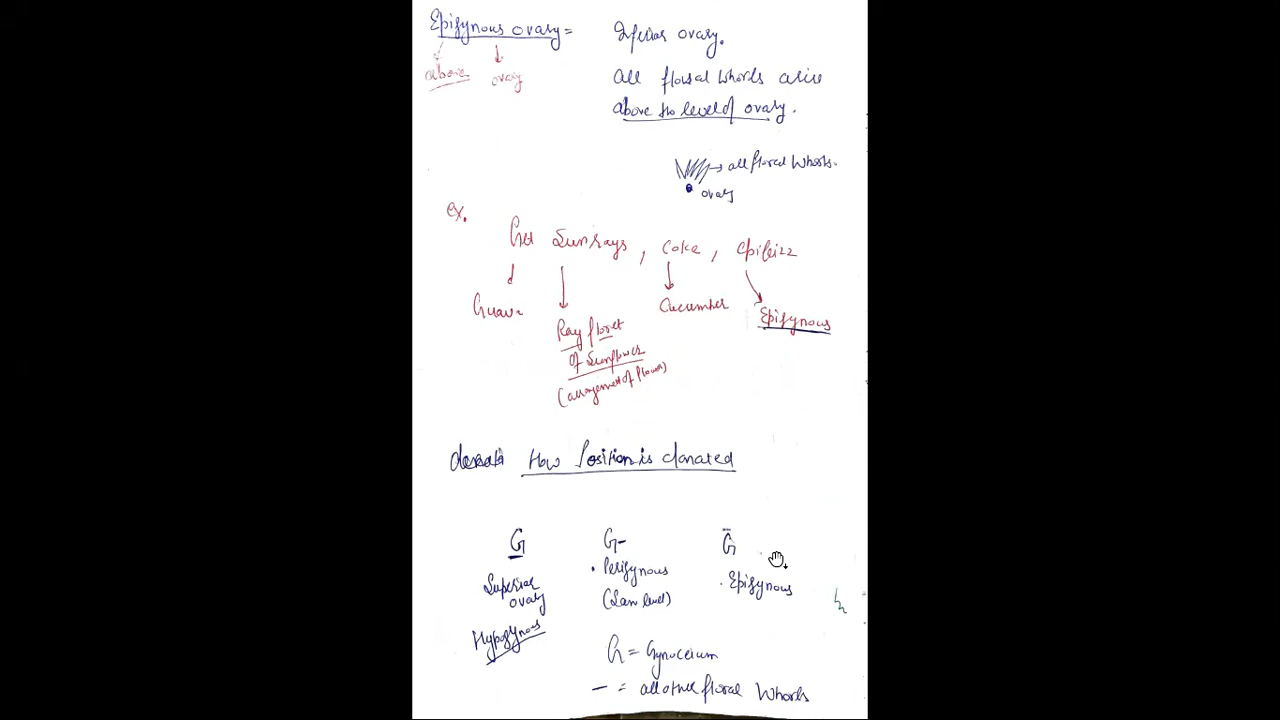 Epigynous ovary = Inferior ovary.
above ovary
all floral whorls arise
above the level of ovary.
→ all floral whorls.
ovary
ex.
Get Sunrays, coke, epifizz
Guava
Cucumber
Epigynous
Ray floret
of Sunflower
(arrangement of flower)
How Position is donated
G G- G̅
Superior
ovary
Hypogynous
• Perigynous
(Same level)
• Epigynous
G = Gynoecium
— = all other floral Whorls